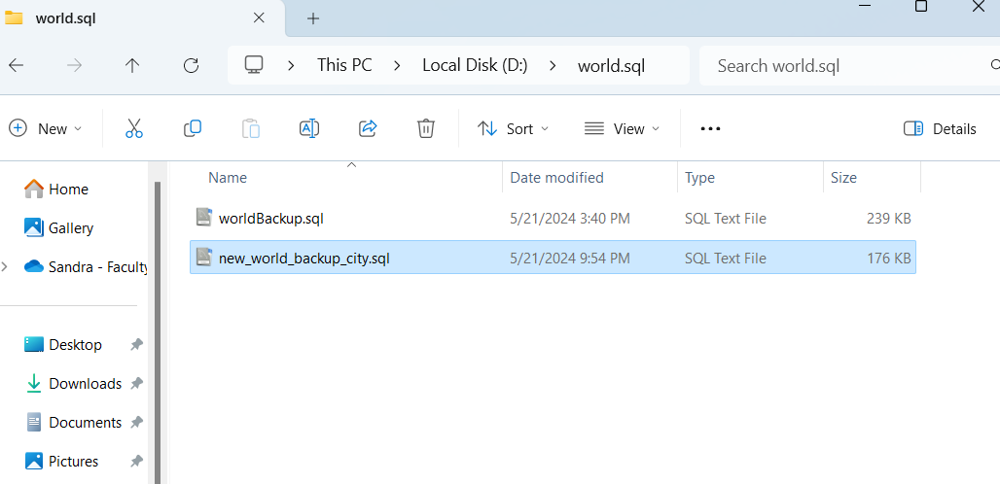 world.sql
This PC > Local Disk (D:) > world.sql
Search world.sql
New
Sort
View
Details
Name
Date modified
Type
Size
worldBackup.sql 5/21/2024 3:40 PM SQL Text File 239 KB
new_world_backup_city.sql 5/21/2024 9:54 PM SQL Text File 176 KB
Home
Gallery
Sandra - Faculty
Desktop
Downloads
Documents
Pictures